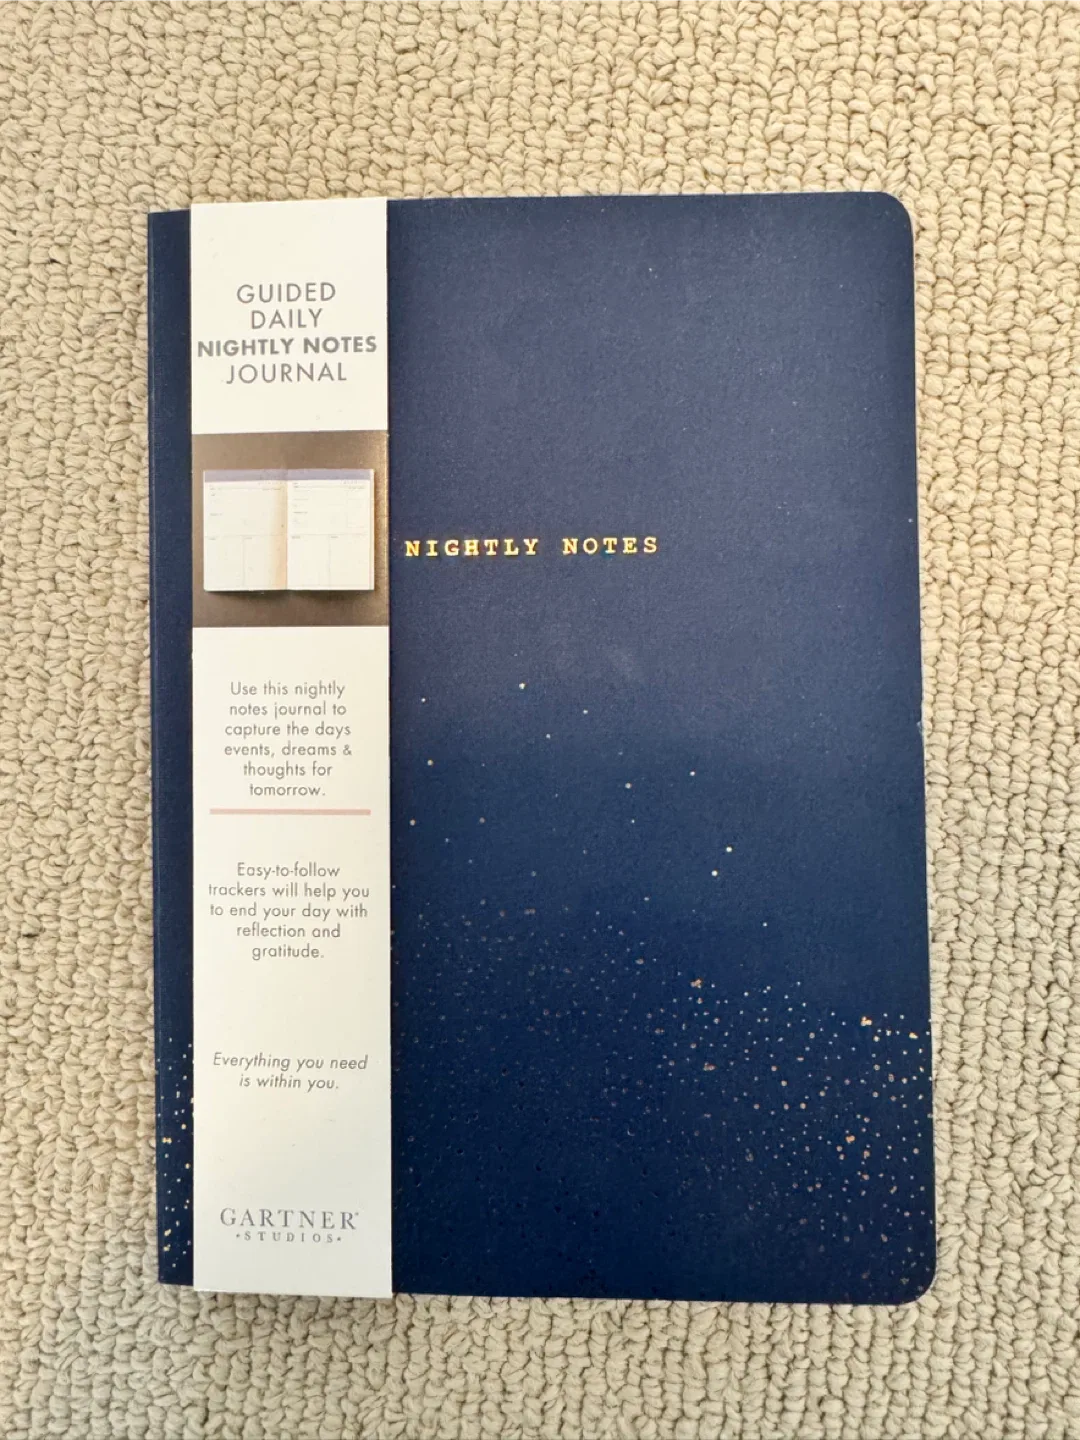 GUIDED
DAILY
NIGHTLY NOTES
JOURNAL
NIGHTLY NOTES
Use this nightly
notes journal to
capture the days
events, dreams &
thoughts for
tomorrow.
Easy-to-follow
trackers will help you
to end your day with
reflection and
gratitude.
Everything you need
is within you.
GARTNER®
•STUDIOS•